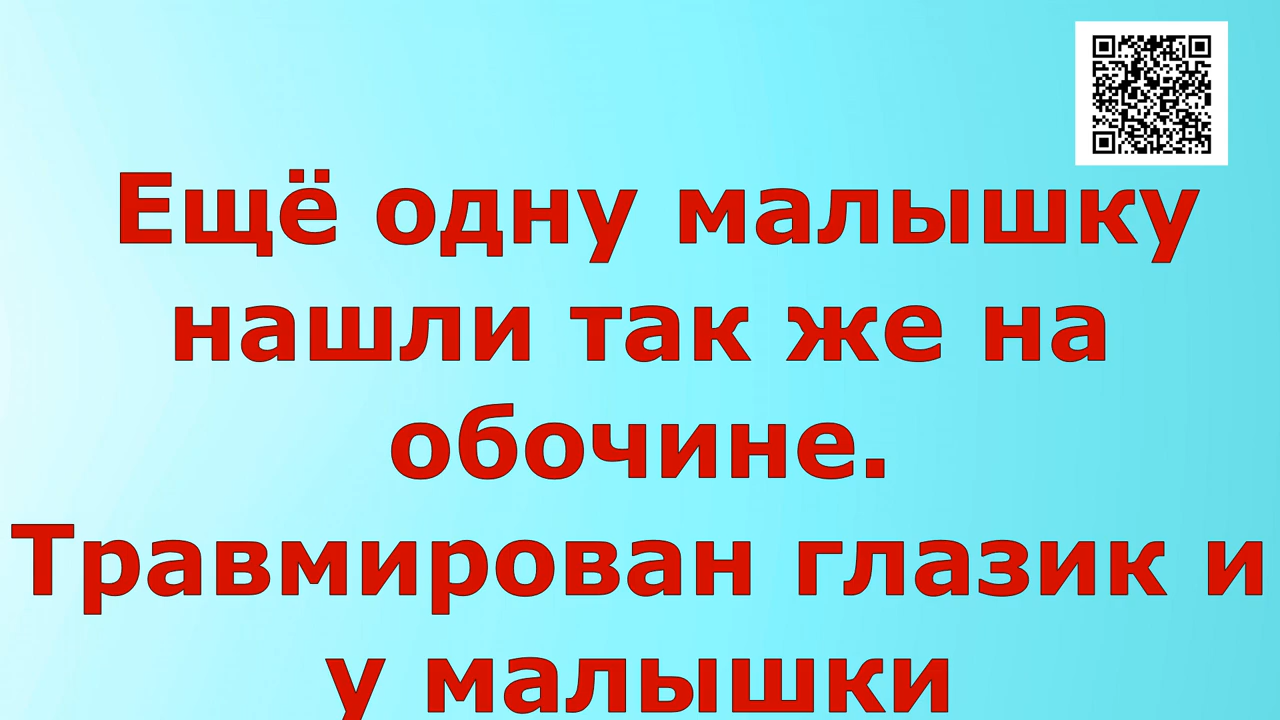 Ещё одну малышку
нашли так же на
обочине.
Травмирован глазик и
у малышки